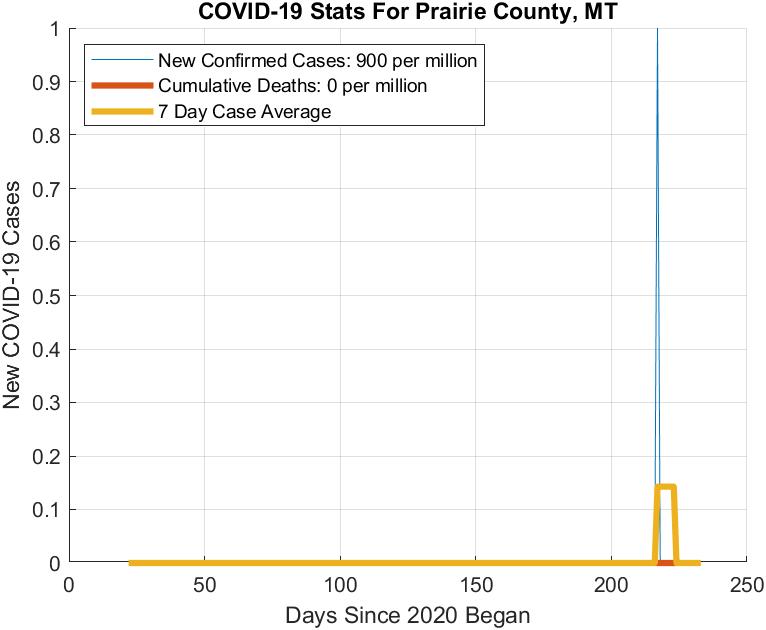 COVID-19 Stats For Prairie County, MT
New Confirmed Cases: 900 per million
Cumulative Deaths: 0 per million
7 Day Case Average
New COVID-19 Cases
1
0.9
0.8
0.7
0.6
0.5
0.4
0.3
0.2
0.1
0
0 50 100 150 200 250
Days Since 2020 Began